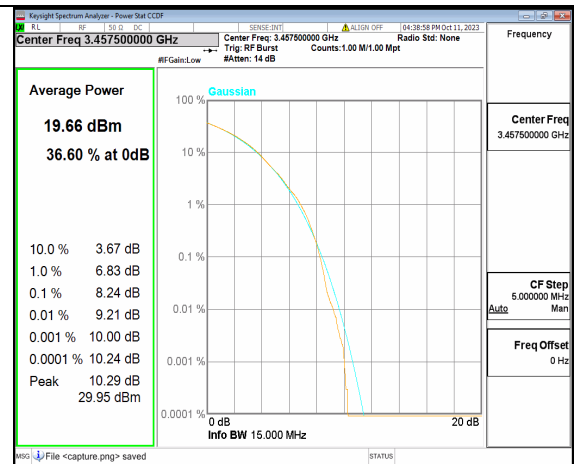 Keysight Spectrum Analyzer - Power Stat CCDF
RL RF 50 Ω DC SENSE:INT ALIGN OFF 04:38:58 PM Oct 11, 2023
Center Freq 3.457500000 GHz
Center Freq: 3.457500000 GHz Radio Std: None
Trig: RF Burst Counts:1.00 M/1.00 Mpt
#IFGain:Low #Atten: 14 dB
Frequency
Average Power
19.66 dBm
36.60 % at 0dB
10.0 % 3.67 dB
1.0 % 6.83 dB
0.1 % 8.24 dB
0.01 % 9.21 dB
0.001 % 10.00 dB
0.0001 % 10.24 dB
Peak 10.29 dB
29.95 dBm
Gaussian
100 %
10 %
1 %
0.1 %
0.01 %
0.001 %
0.0001 %
0 dB 20 dB
Info BW 15.000 MHz
Center Freq
3.457500000 GHz
CF Step
5.000000 MHz
Auto Man
Freq Offset
0 Hz
MSG File <capture.png> saved STATUS